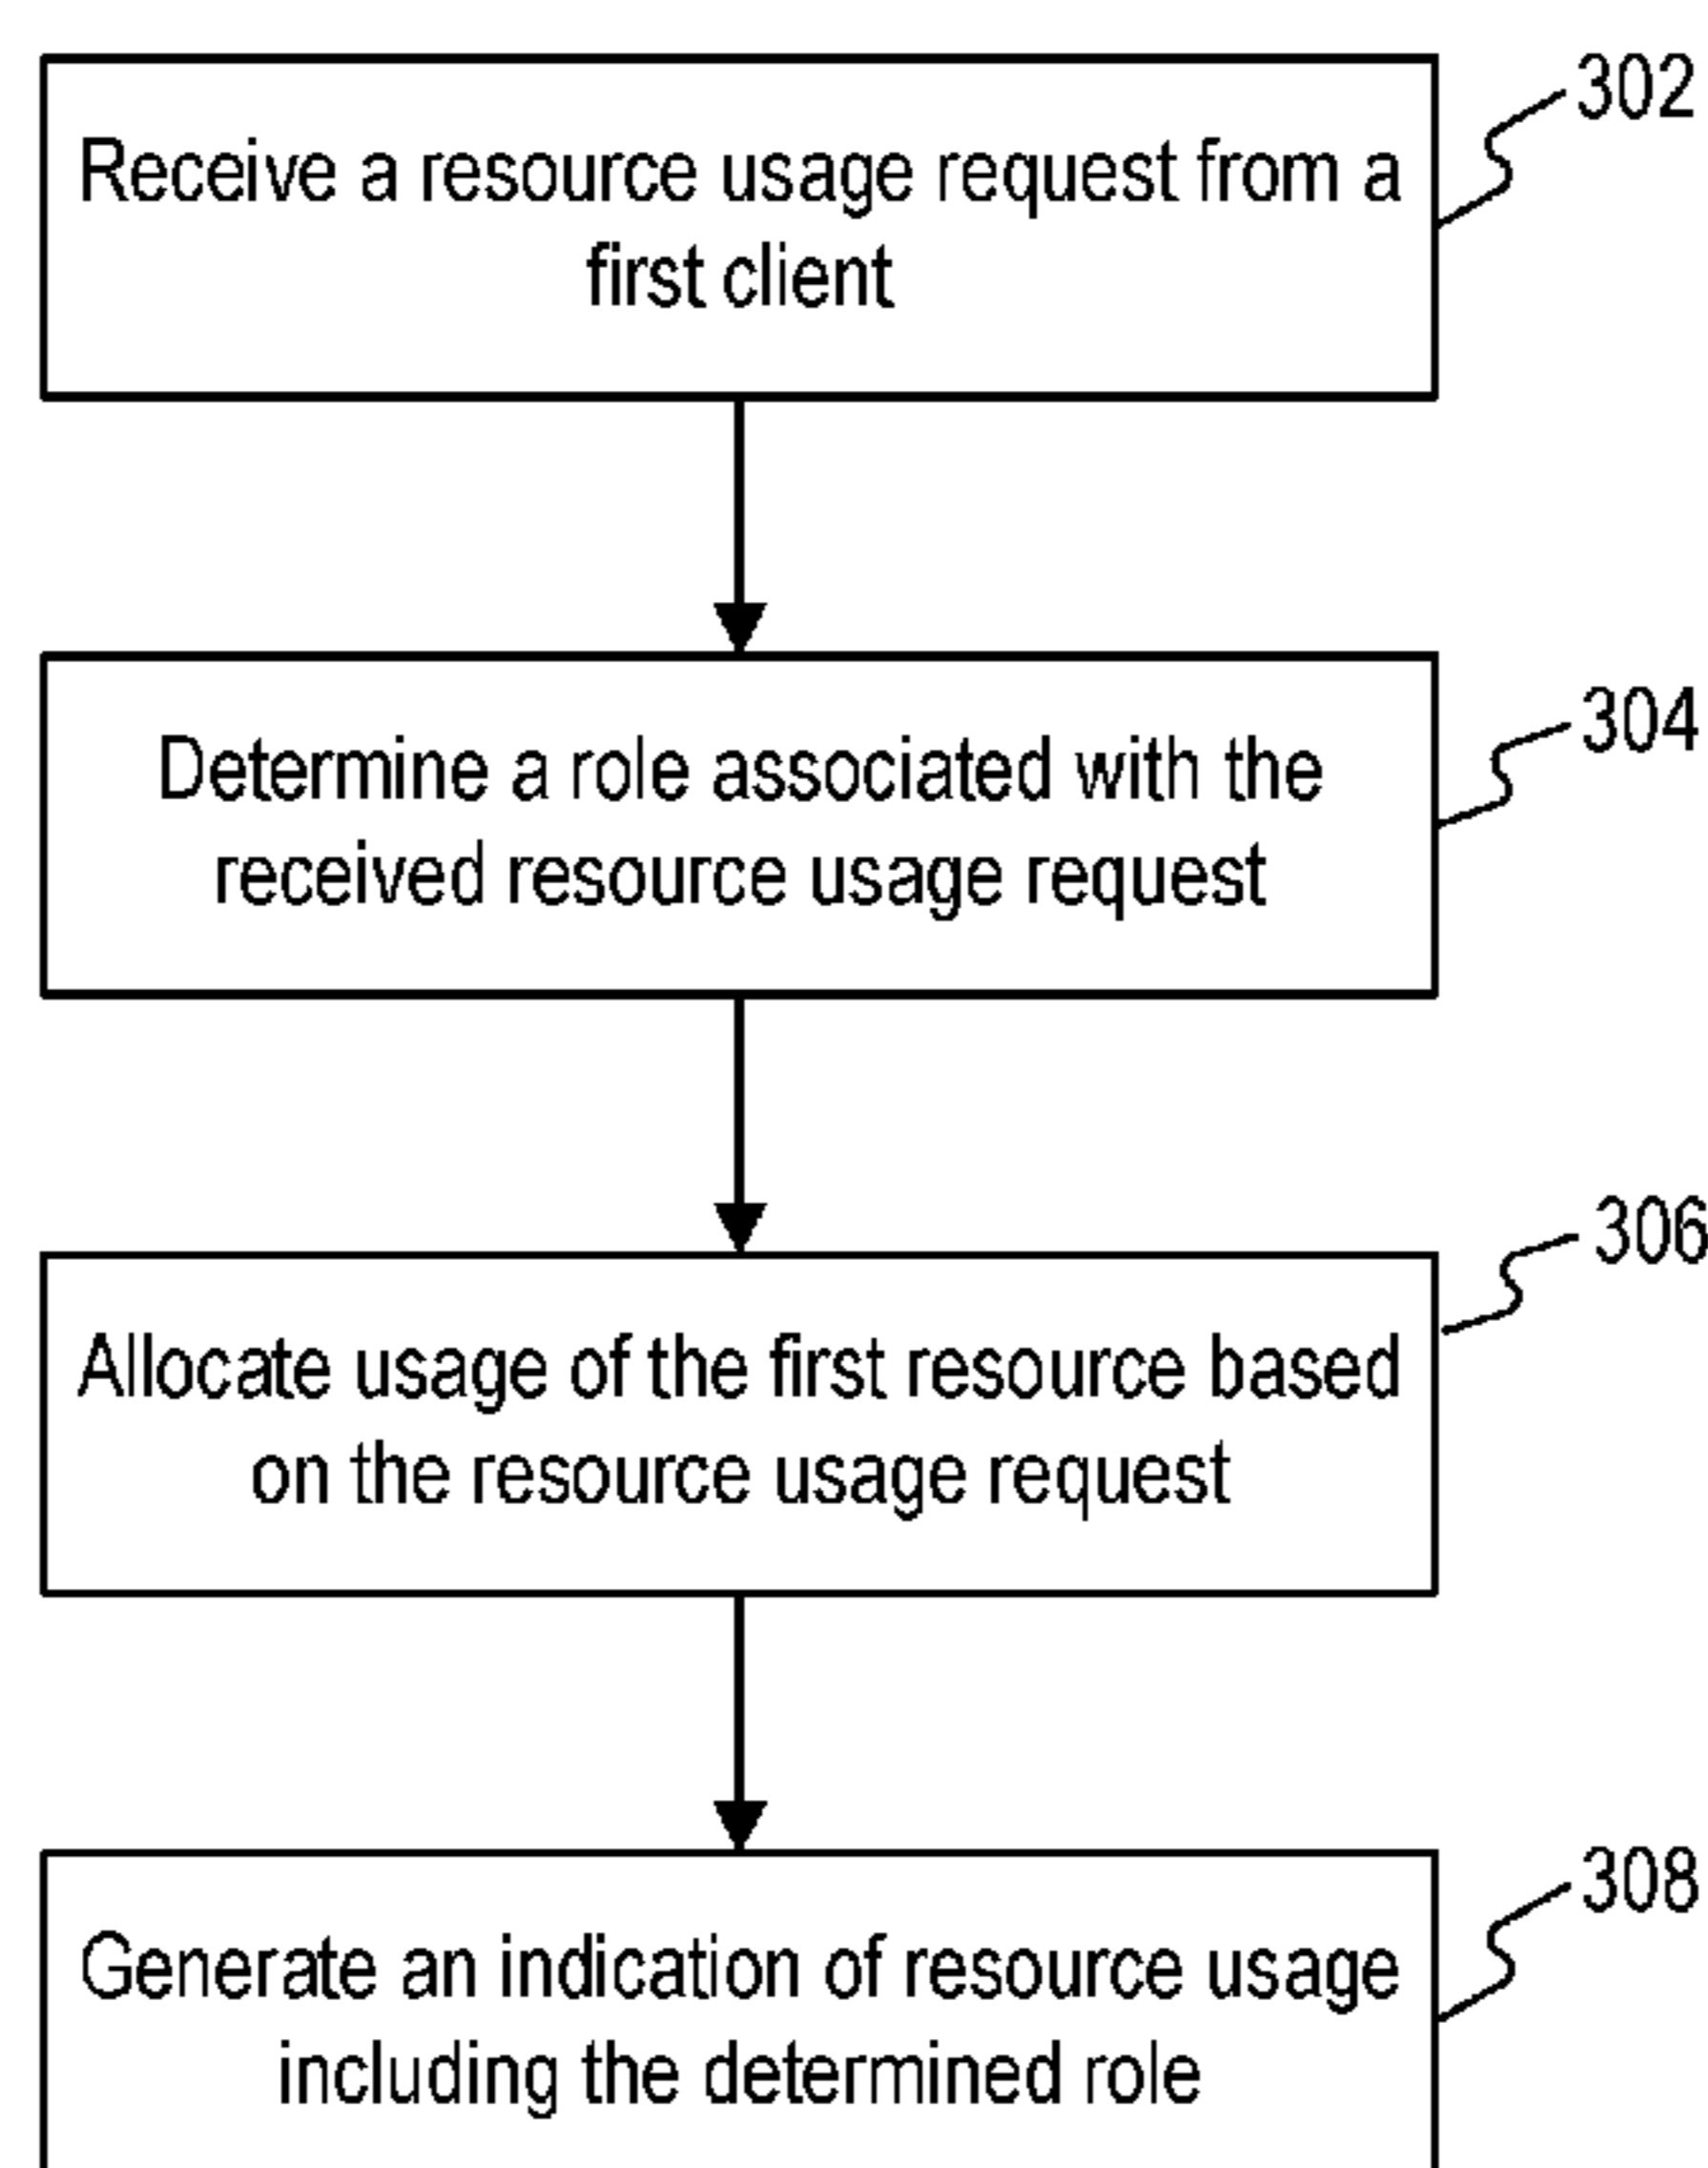 302
Receive a resource usage request from a
first client
304
Determine a role associated with the
received resource usage request
306
Allocate usage of the first resource based
on the resource usage request
308
Generate an indication of resource usage
including the determined role